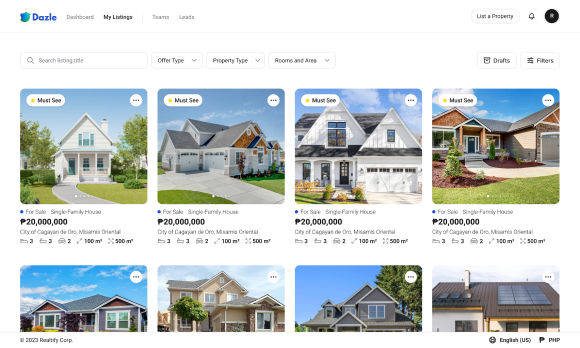 Dazle Dashboard My Listings Teams Leads List a Property R
Search listing title Offer Type Property Type Rooms and Area Drafts Filters
Must See Must See Must See Must See
For Sale Single-Family House For Sale Single-Family House For Sale Single-Family House For Sale Single-Family House
₱20,000,000 ₱20,000,000 ₱20,000,000 ₱20,000,000
City of Cagayan de Oro, Misamis Oriental City of Cagayan de Oro, Misamis Oriental City of Cagayan de Oro, Misamis Oriental City of Cagayan de Oro, Misamis Oriental
3 3 2 100 m² 500 m² 3 3 2 100 m² 500 m² 3 3 2 100 m² 500 m² 3 3 2 100 m² 500 m²
© 2023 Realtify Corp. English (US) ₱ PHP